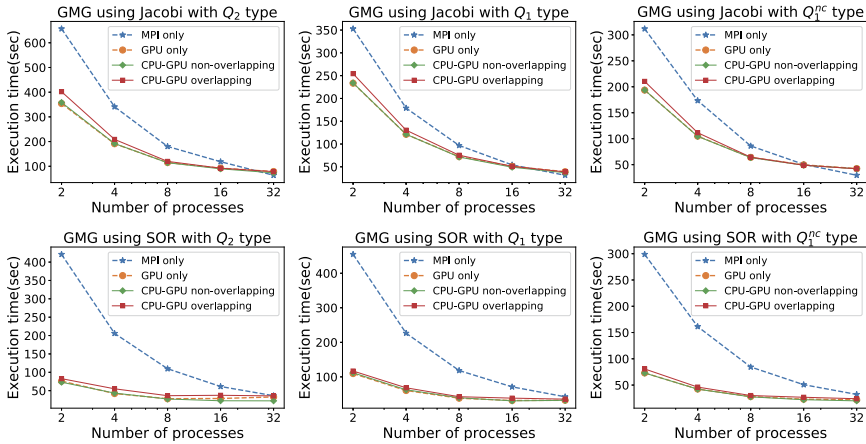 GMG using Jacobi with Q₂ type
Execution time(sec)
600
500
400
300
200
100
MPI only
GPU only
CPU-GPU non-overlapping
CPU-GPU overlapping
2 4 8 16 32
Number of processes
GMG using Jacobi with Q₁ type
Execution time(sec)
350
300
250
200
150
100
50
MPI only
GPU only
CPU-GPU non-overlapping
CPU-GPU overlapping
2 4 8 16 32
Number of processes
GMG using Jacobi with Q₁ⁿᶜ type
Execution time(sec)
300
250
200
150
100
50
MPI only
GPU only
CPU-GPU non-overlapping
CPU-GPU overlapping
2 4 8 16 32
Number of processes
GMG using SOR with Q₂ type
Execution time(sec)
400
350
300
250
200
150
100
50
MPI only
GPU only
CPU-GPU non-overlapping
CPU-GPU overlapping
2 4 8 16 32
Number of processes
GMG using SOR with Q₁ type
Execution time(sec)
400
300
200
100
MPI only
GPU only
CPU-GPU non-overlapping
CPU-GPU overlapping
2 4 8 16 32
Number of processes
GMG using SOR with Q₁ⁿᶜ type
Execution time(sec)
300
250
200
150
100
50
MPI only
GPU only
CPU-GPU non-overlapping
CPU-GPU overlapping
2 4 8 16 32
Number of processes